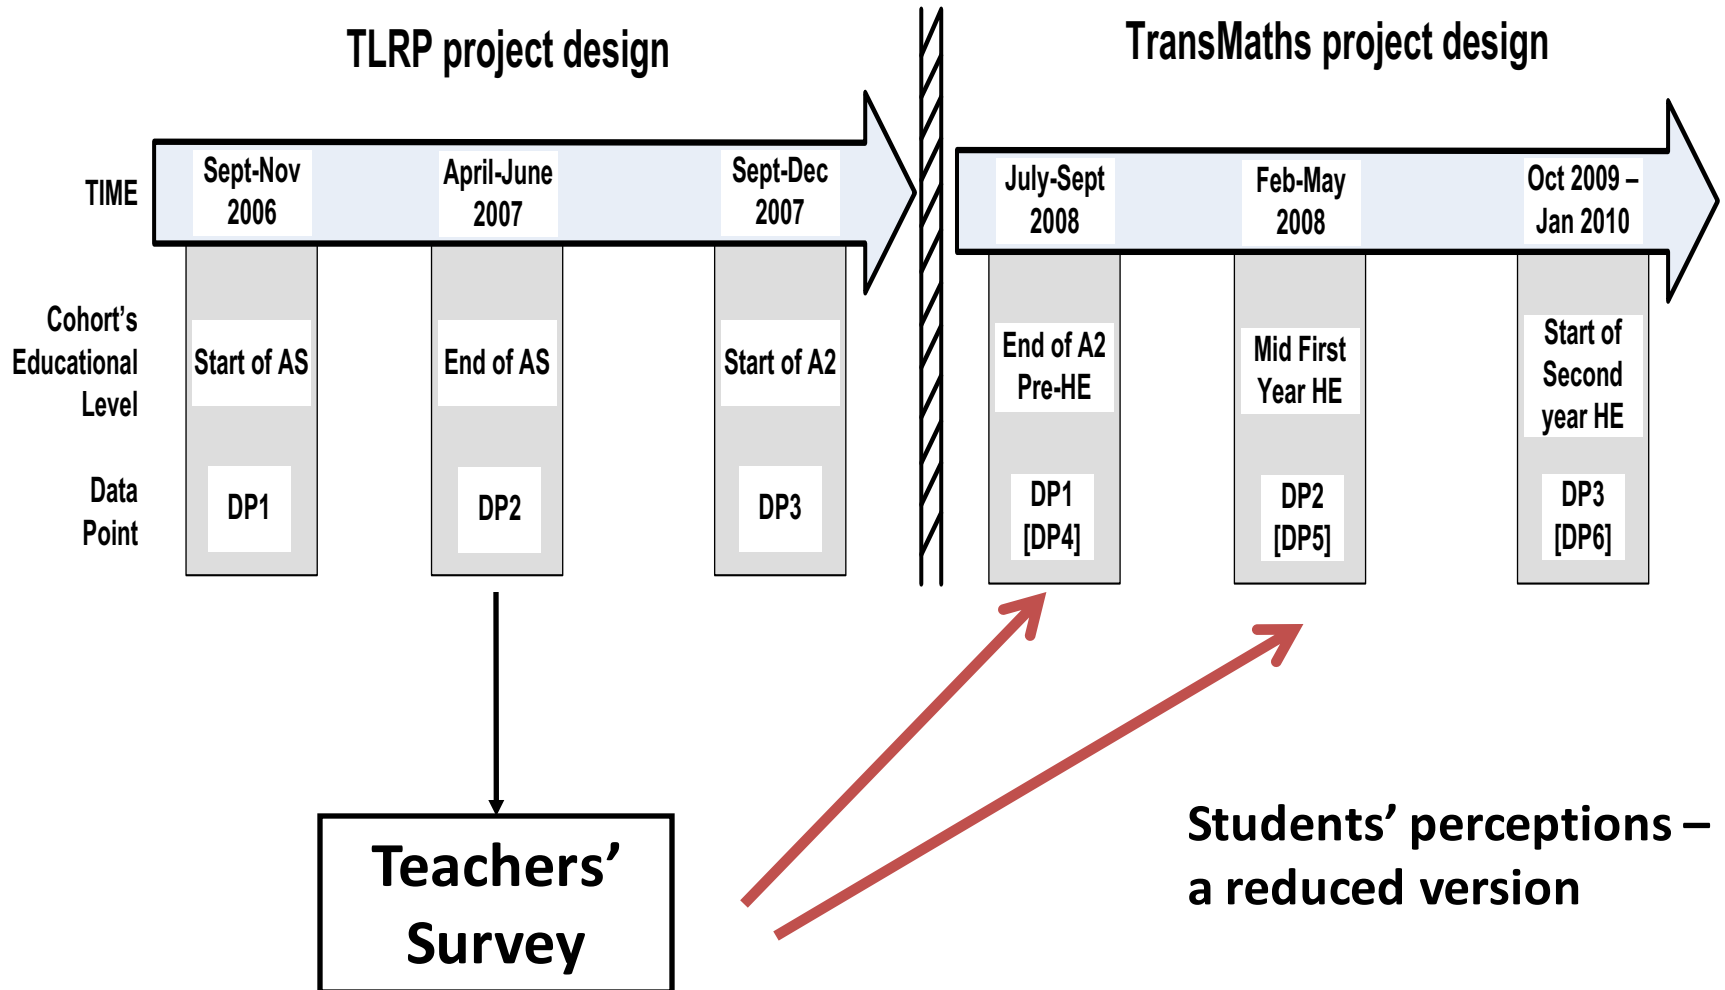 TLRP project design
TransMaths project design
TIME
Sept-Nov
2006
April-June
2007
Sept-Dec
2007
July-Sept
2008
Feb-May
2008
Oct 2009 –
Jan 2010
Cohort’s
Educational
Level
Start of AS
End of AS
Start of A2
End of A2
Pre-HE
Mid First
Year HE
Start of
Second
year HE
Data
Point
DP1
DP2
DP3
DP1
[DP4]
DP2
[DP5]
DP3
[DP6]
Teachers’
Survey
Students’ perceptions –
a reduced version